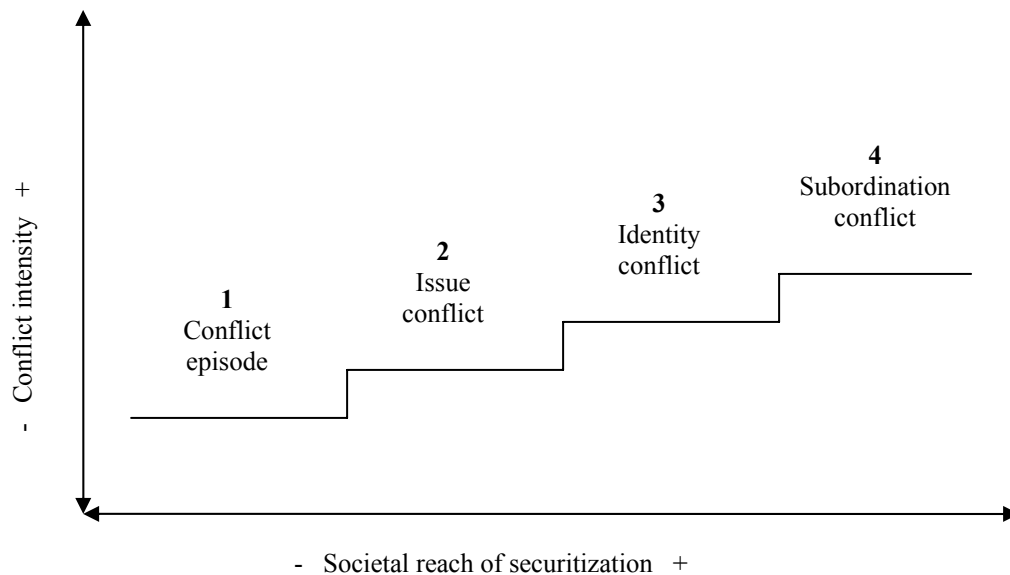 4
Subordination
conflict
3
Identity
conflict
2
Issue
conflict
1
Conflict
episode
- Conflict intensity +
- Societal reach of securitization +